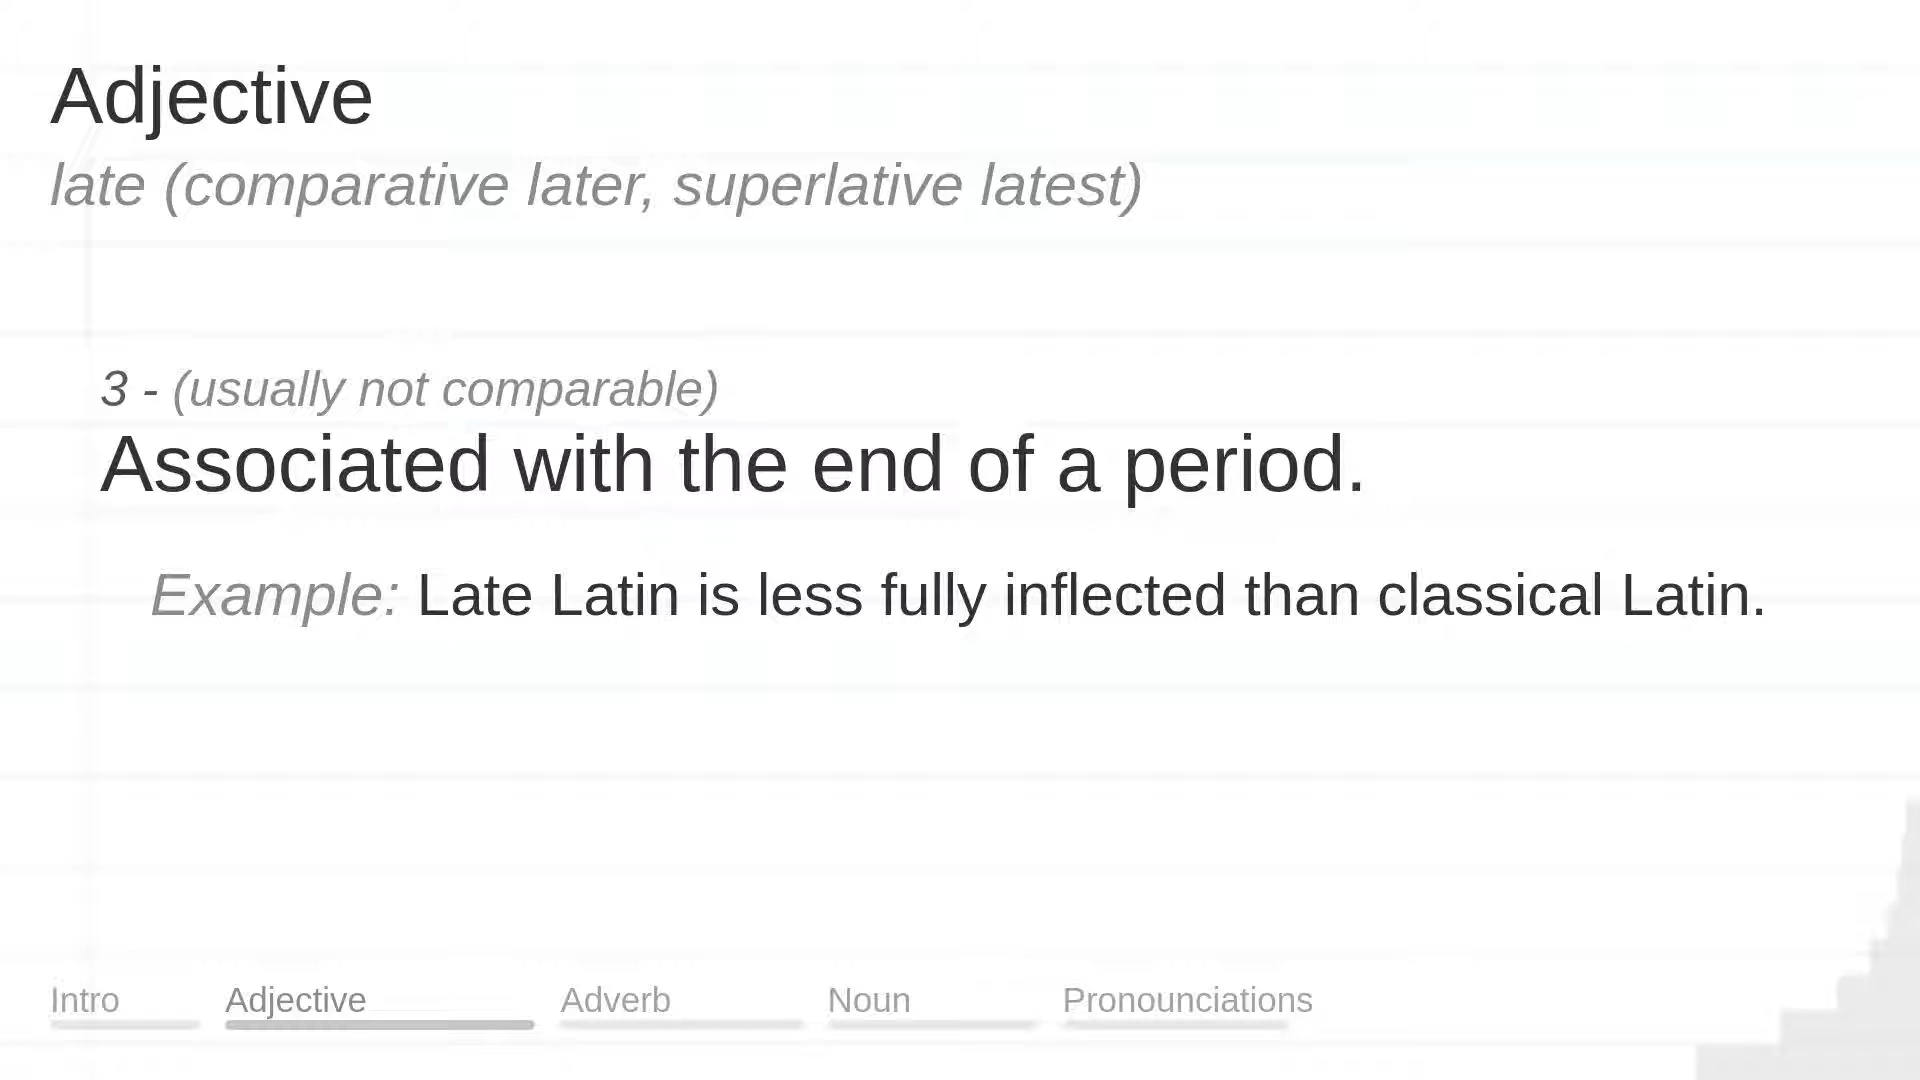 Adjective
late (comparative later, superlative latest)
3 - (usually not comparable)
Associated with the end of a period.
Example: Late Latin is less fully inflected than classical Latin.
Intro Adjective Adverb Noun Pronounciations